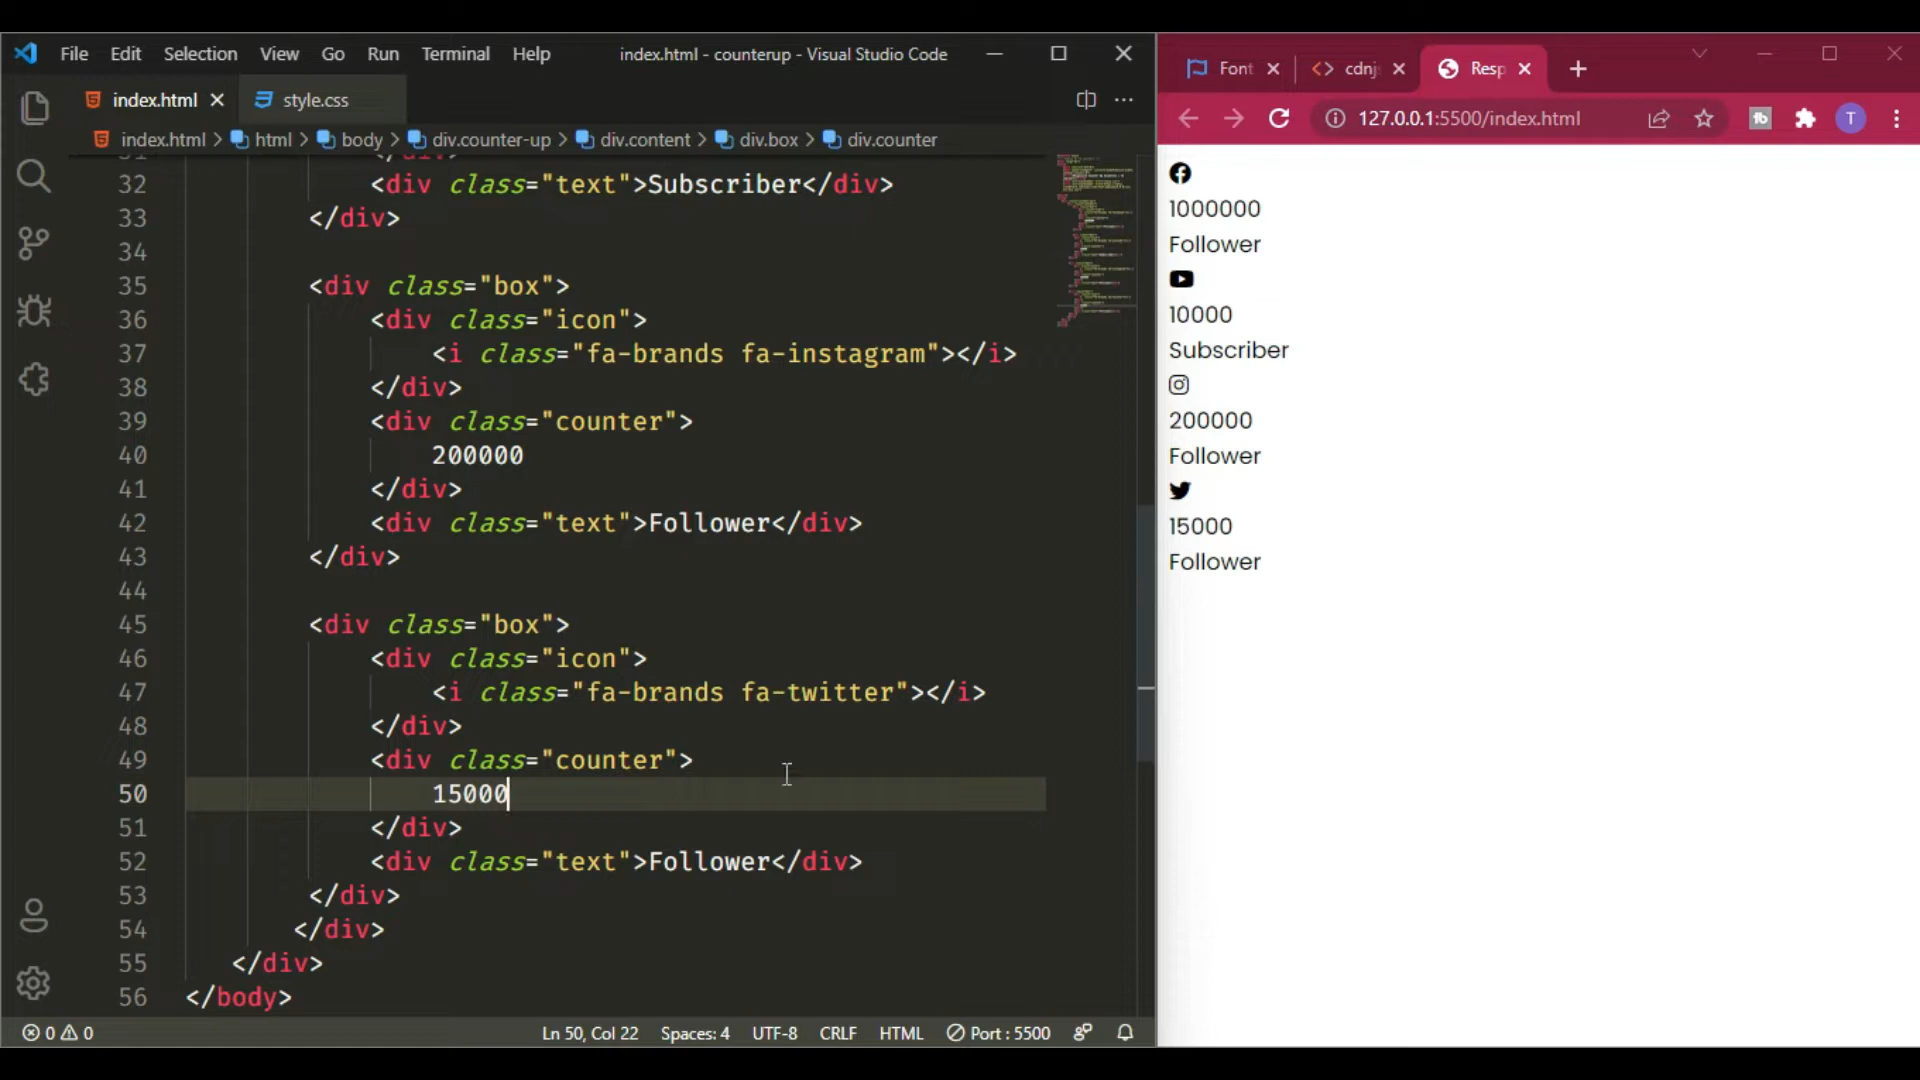 File Edit Selection View Go Run Terminal Help index.html - counterup - Visual Studio Code
index.html style.css
index.html > html > body > div.counter-up > div.content > div.box > div.counter
32 <div class="text">Subscriber</div>
33 </div>
34
35 <div class="box">
36 <div class="icon">
37 <i class="fa-brands fa-instagram"></i>
38 </div>
39 <div class="counter">
40 200000
41 </div>
42 <div class="text">Follower</div>
43 </div>
44
45 <div class="box">
46 <div class="icon">
47 <i class="fa-brands fa-twitter"></i>
48 </div>
49 <div class="counter">
50 15000
51 </div>
52 <div class="text">Follower</div>
53 </div>
54 </div>
55 </div>
56 </body>
0 0 Ln 50, Col 22 Spaces: 4 UTF-8 CRLF HTML Port : 5500
Font cdnj Resp
127.0.0.1:5500/index.html tb T
1000000
Follower
10000
Subscriber
200000
Follower
15000
Follower